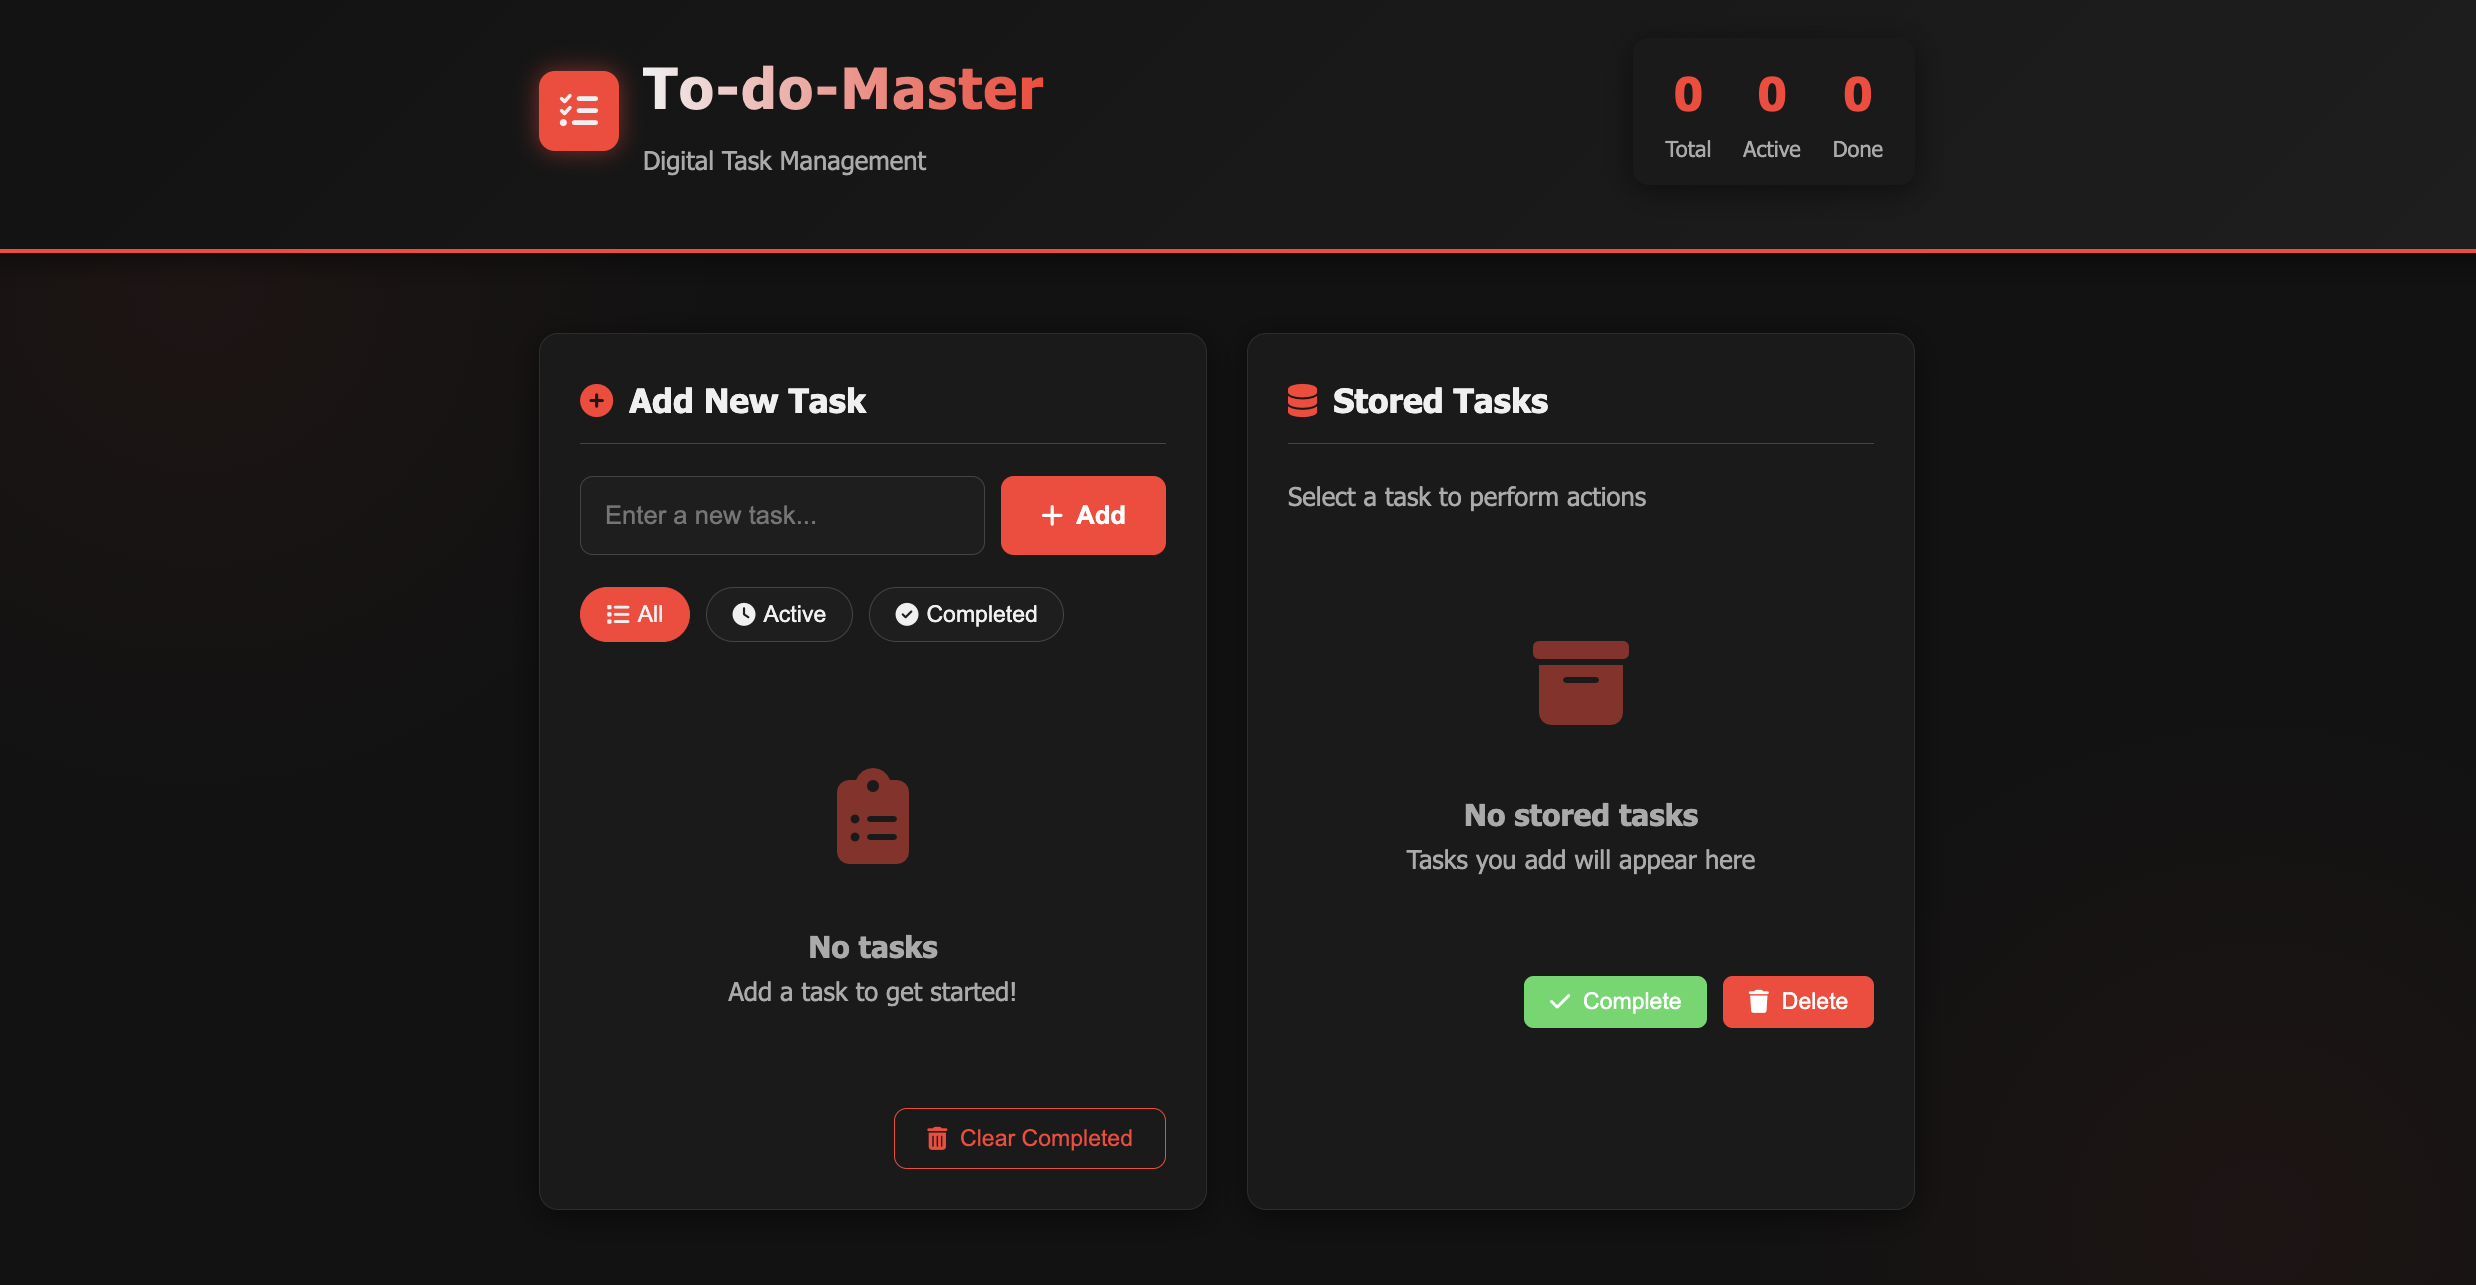 To-do-Master
Digital Task Management
0 0 0
Total Active Done
Add New Task
Enter a new task...
Add
All Active Completed
No tasks
Add a task to get started!
Clear Completed
Stored Tasks
Select a task to perform actions
No stored tasks
Tasks you add will appear here
Complete Delete